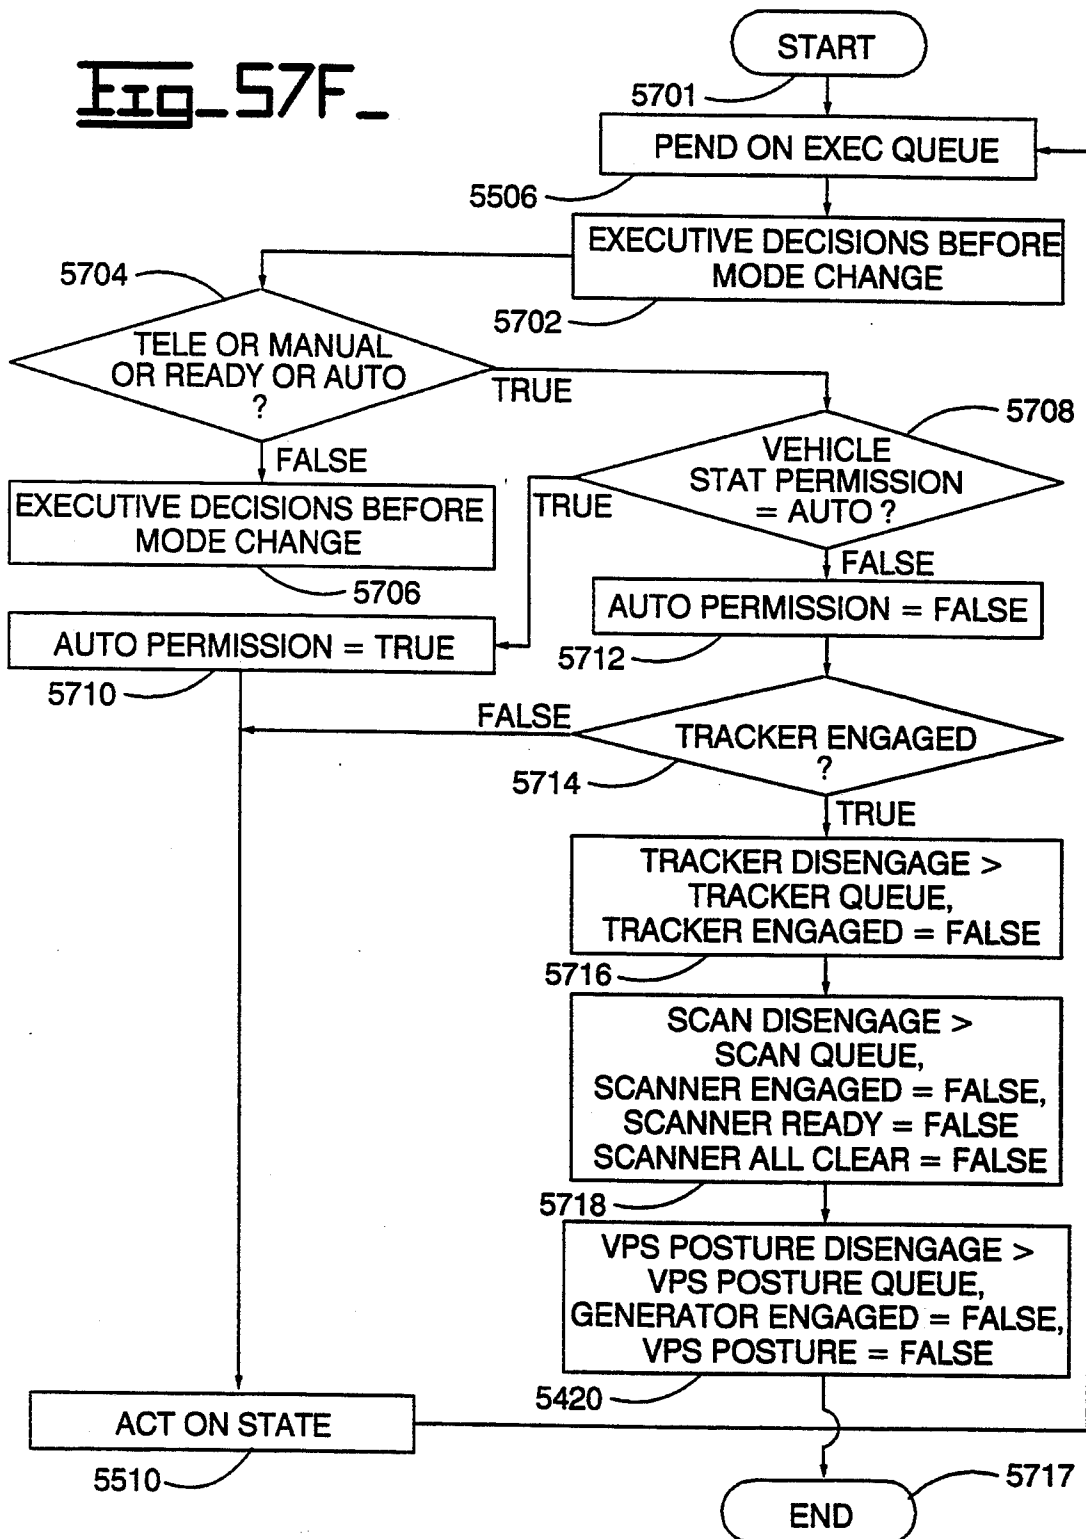 Fig_57F_
START
5701
PEND ON EXEC QUEUE
5506
EXECUTIVE DECISIONS BEFORE
MODE CHANGE
5702
5704
TELE OR MANUAL
OR READY OR AUTO
?
TRUE
FALSE
5708
VEHICLE
STAT PERMISSION
= AUTO ?
TRUE
FALSE
EXECUTIVE DECISIONS BEFORE
MODE CHANGE
5706
AUTO PERMISSION = FALSE
5712
AUTO PERMISSION = TRUE
5710
FALSE
TRACKER ENGAGED
?
5714
TRUE
TRACKER DISENGAGE >
TRACKER QUEUE,
TRACKER ENGAGED = FALSE
5716
SCAN DISENGAGE >
SCAN QUEUE,
SCANNER ENGAGED = FALSE,
SCANNER READY = FALSE
SCANNER ALL CLEAR = FALSE
5718
VPS POSTURE DISENGAGE >
VPS POSTURE QUEUE,
GENERATOR ENGAGED = FALSE,
VPS POSTURE = FALSE
5420
ACT ON STATE
5510
5717
END